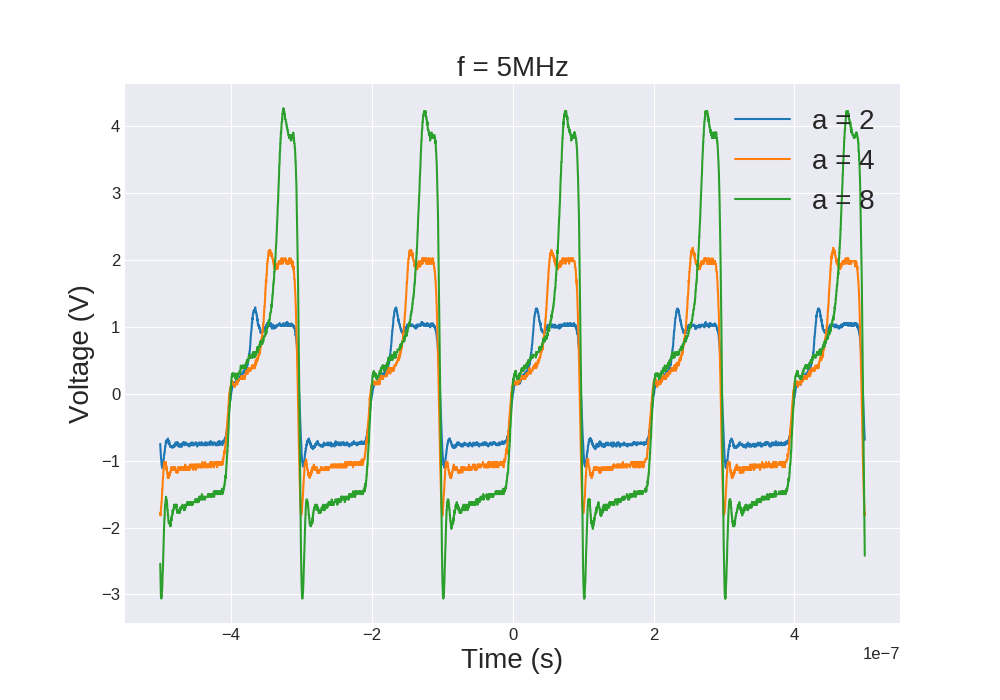 f = 5MHz
a = 2
a = 4
a = 8
Voltage (V)
4
3
2
1
0
−1
−2
−3
−4
−2
0
2
4
1e−7
Time (s)